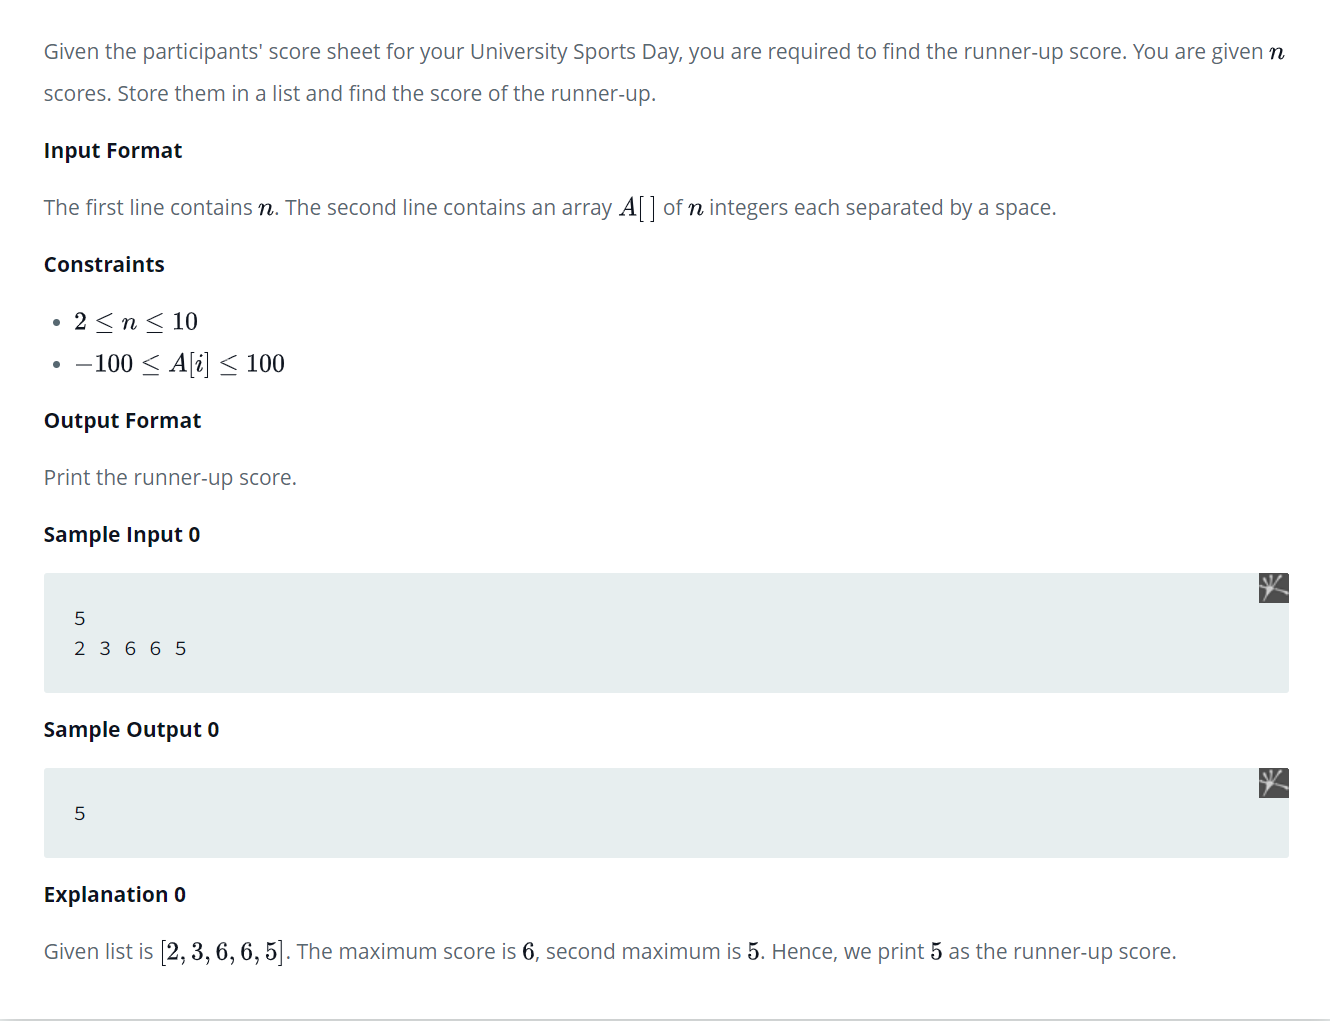 Given the participants' score sheet for your University Sports Day, you are required to find the runner-up score. You are given n
scores. Store them in a list and find the score of the runner-up.
Input Format
The first line contains n. The second line contains an array A[ ] of n integers each separated by a space.
Constraints
• 2 ≤ n ≤ 10
• −100 ≤ A[i] ≤ 100
Output Format
Print the runner-up score.
Sample Input 0
5
2 3 6 6 5
Sample Output 0
5
Explanation 0
Given list is [2, 3, 6, 6, 5]. The maximum score is 6, second maximum is 5. Hence, we print 5 as the runner-up score.